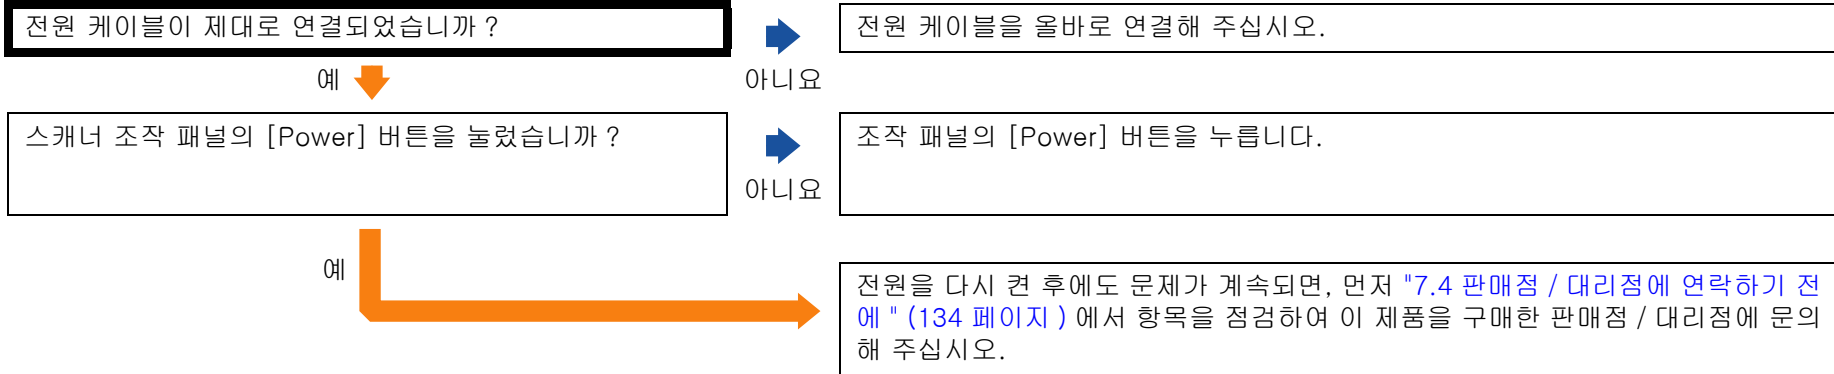 전원 케이블이 제대로 연결되었습니까 ?
전원 케이블을 올바로 연결해 주십시오.
예
아니요
스캐너 조작 패널의 [Power] 버튼을 눌렀습니까 ?
조작 패널의 [Power] 버튼을 누릅니다.
아니요
예
전원을 다시 켠 후에도 문제가 계속되면, 먼저 "7.4 판매점 / 대리점에 연락하기 전
에 " (134 페이지 ) 에서 항목을 점검하여 이 제품을 구매한 판매점 / 대리점에 문의
해 주십시오.